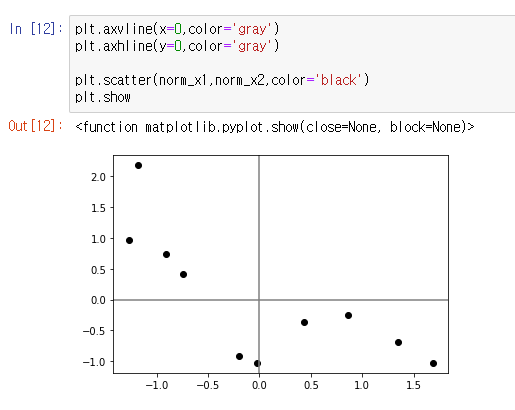 In [12]:
plt.axvline(x=0,color='gray')
plt.axhline(y=0,color='gray')
plt.scatter(norm_x1,norm_x2,color='black')
plt.show
Out[12]: <function matplotlib.pyplot.show(close=None, block=None)>
2.0
1.5
1.0
0.5
0.0
−0.5
−1.0
−1.0 −0.5 0.0 0.5 1.0 1.5